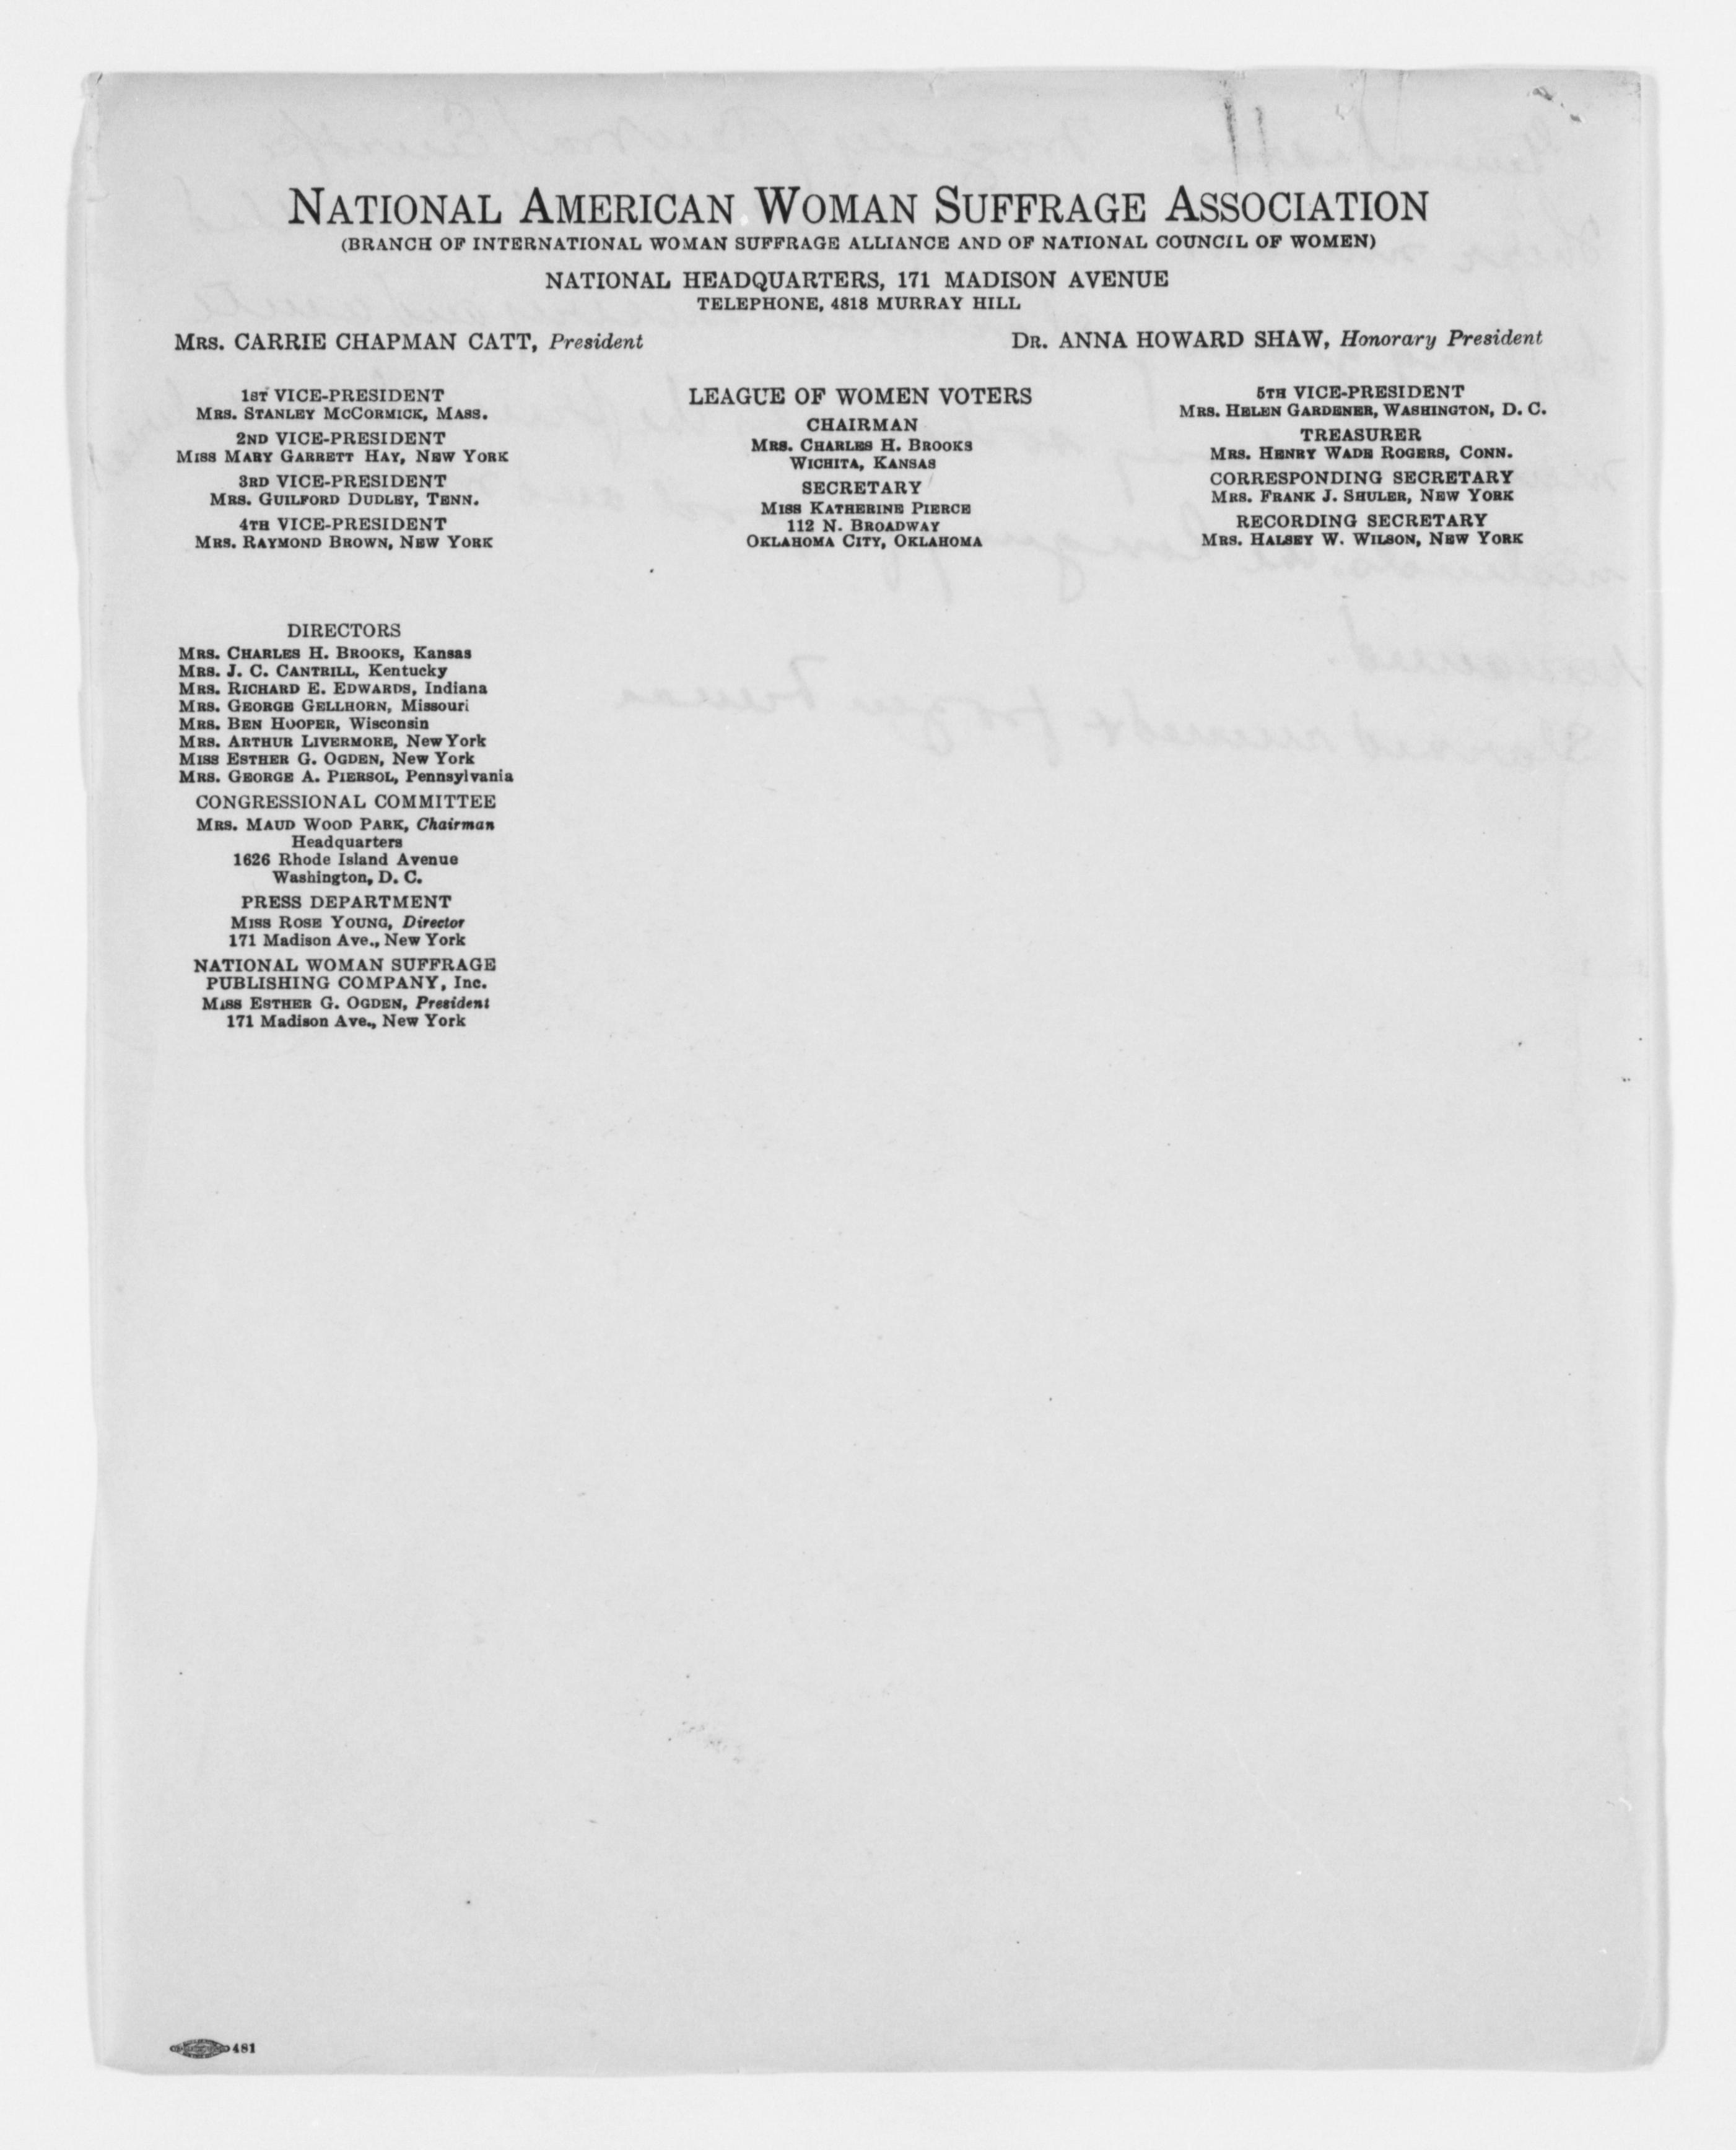 NATIONAL AMERICAN WOMAN SUFFRAGE ASSOCIATION
(BRANCH OF INTERNATIONAL WOMAN SUFFRAGE ALLIANCE AND OF NATIONAL COUNCIL OF WOMEN)
NATIONAL HEADQUARTERS, 171 MADISON AVENUE
TELEPHONE, 4818 MURRAY HILL
MRS. CARRIE CHAPMAN CATT, President
DR. ANNA HOWARD SHAW, Honorary President
1ST VICE-PRESIDENT
MRS. STANLEY MCCORMICK, MASS.
2ND VICE-PRESIDENT
MISS MARY GARRETT HAY, NEW YORK
3RD VICE-PRESIDENT
MRS. GUILFORD DUDLEY, TENN.
4TH VICE-PRESIDENT
MRS. RAYMOND BROWN, NEW YORK
LEAGUE OF WOMEN VOTERS
CHAIRMAN
MRS. CHARLES H. BROOKS
WICHITA, KANSAS
SECRETARY
MISS KATHERINE PIERCE
112 N. BROADWAY
OKLAHOMA CITY, OKLAHOMA
5TH VICE-PRESIDENT
MRS. HELEN GARDENER, WASHINGTON, D. C.
TREASURER
MRS. HENRY WADE ROGERS, CONN.
CORRESPONDING SECRETARY
MRS. FRANK J. SHULER, NEW YORK
RECORDING SECRETARY
MRS. HALSEY W. WILSON, NEW YORK
DIRECTORS
MRS. CHARLES H. BROOKS, Kansas
MRS. J. C. CANTRILL, Kentucky
MRS. RICHARD E. EDWARDS, Indiana
MRS. GEORGE GELLHORN, Missouri
MRS. BEN HOOPER, Wisconsin
MRS. ARTHUR LIVERMORE, New York
MISS ESTHER G. OGDEN, New York
MRS. GEORGE A. PIERSOL, Pennsylvania
CONGRESSIONAL COMMITTEE
MRS. MAUD WOOD PARK, Chairman
Headquarters
1626 Rhode Island Avenue
Washington, D. C.
PRESS DEPARTMENT
MISS ROSE YOUNG, Director
171 Madison Ave., New York
NATIONAL WOMAN SUFFRAGE
PUBLISHING COMPANY, Inc.
MISS ESTHER G. OGDEN, President
171 Madison Ave., New York
481